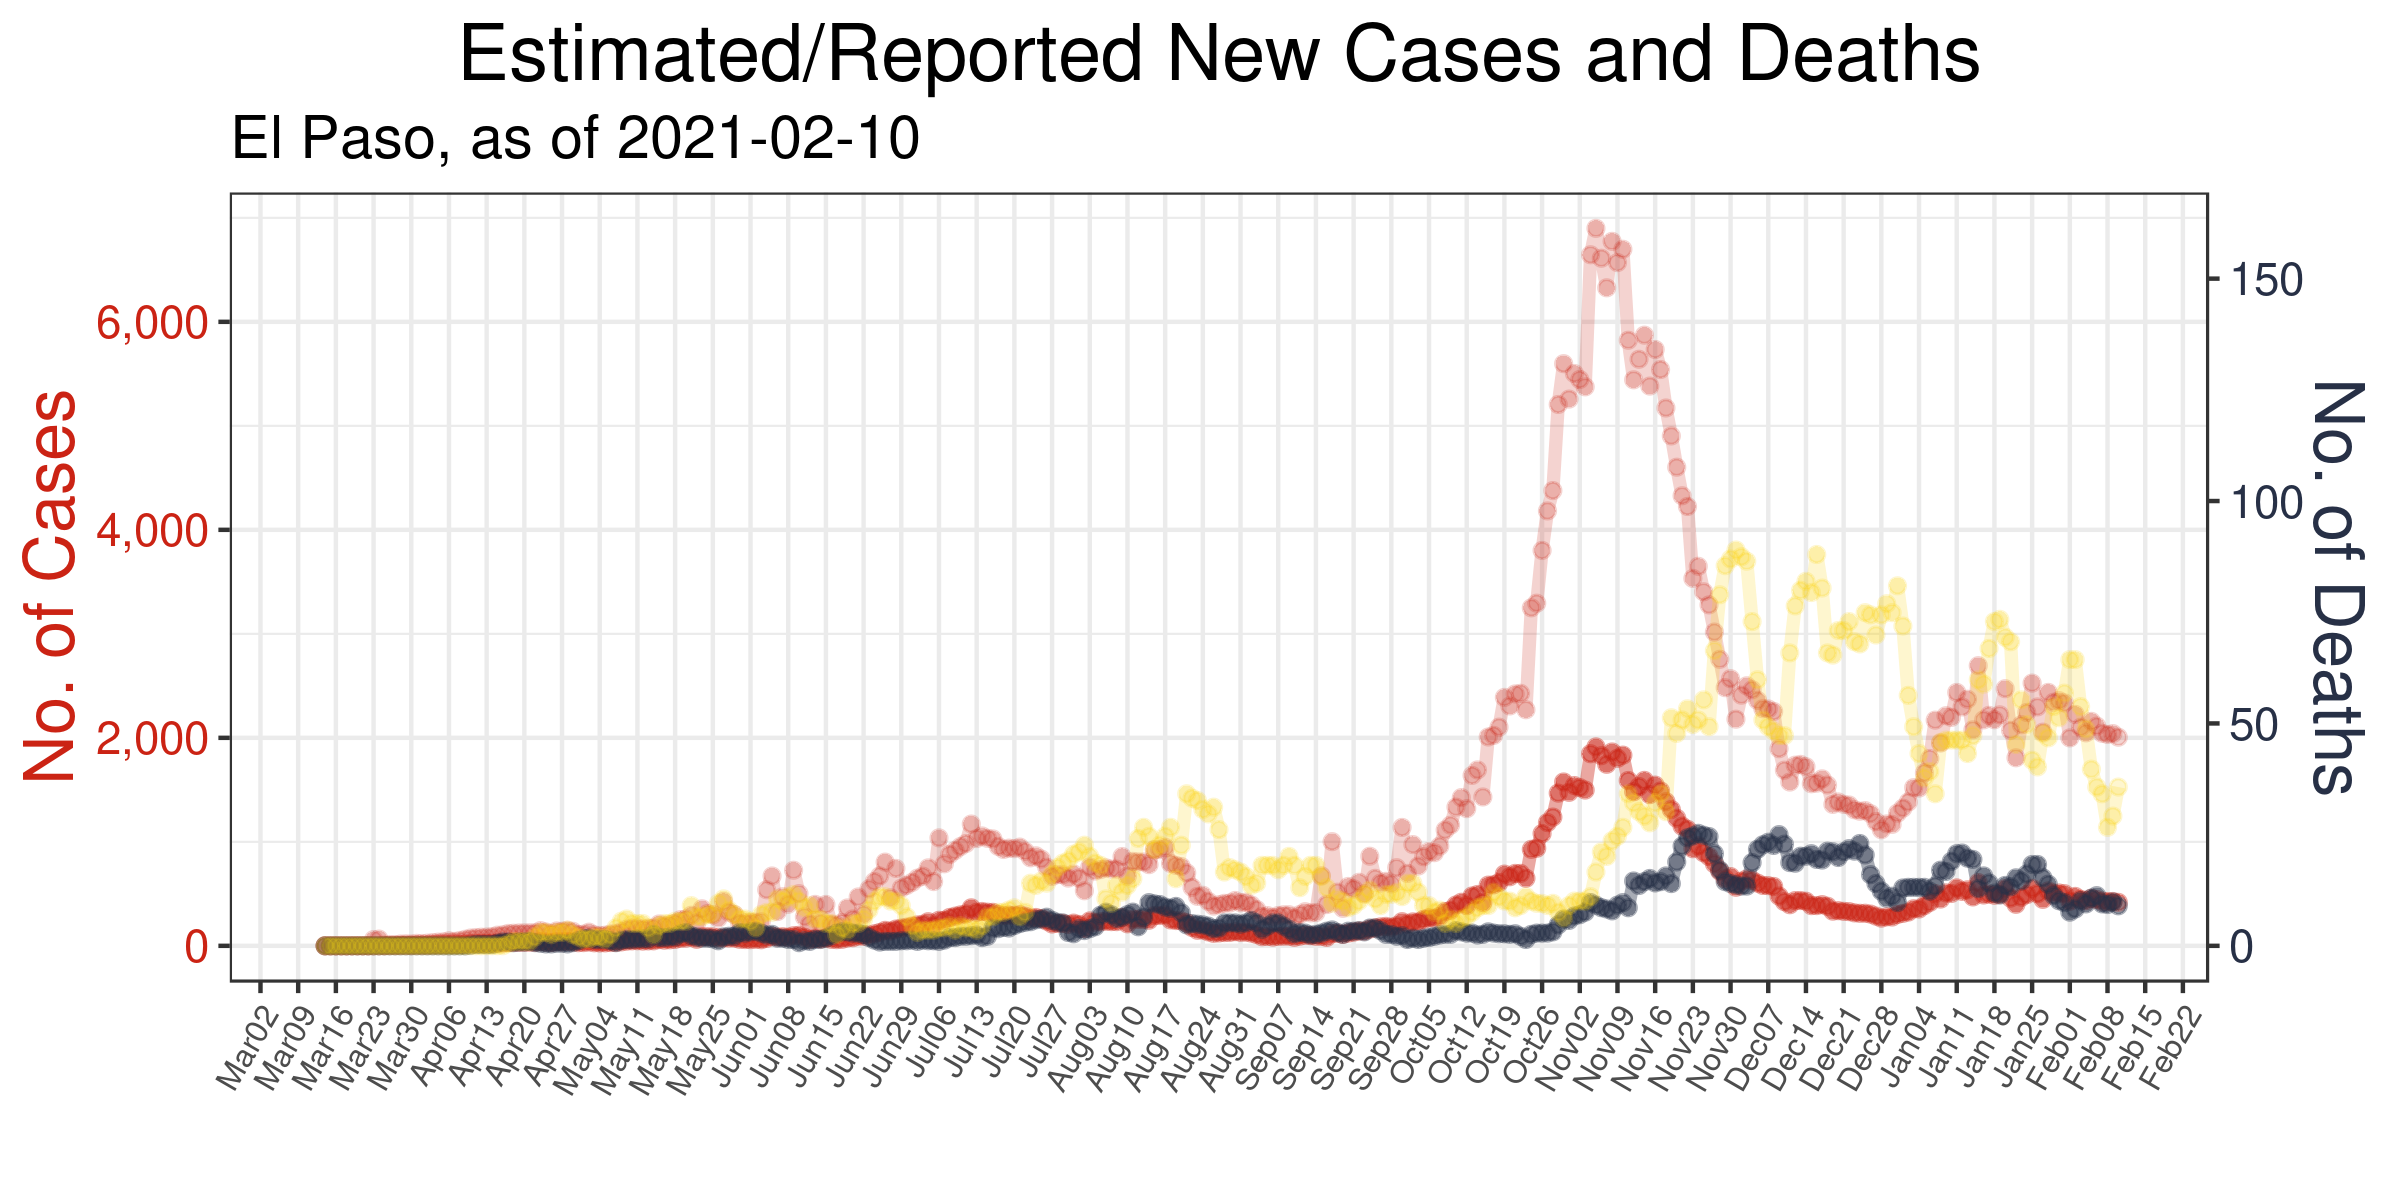 Estimated/Reported New Cases and Deaths
El Paso, as of 2021-02-10
No. of Cases
6,000
4,000
2,000
0
150
100
50
0
No. of Deaths
Mar02 Mar09 Mar16 Mar23 Mar30 Apr06 Apr13 Apr20 Apr27 May04 May11 May18 May25 Jun01 Jun08 Jun15 Jun22 Jun29 Jul06 Jul13 Jul20 Jul27 Aug03 Aug10 Aug17 Aug24 Aug31 Sep07 Sep14 Sep21 Sep28 Oct05 Oct12 Oct19 Oct26 Nov02 Nov09 Nov16 Nov23 Nov30 Dec07 Dec14 Dec21 Dec28 Jan04 Jan11 Jan18 Jan25 Feb01 Feb08 Feb15 Feb22